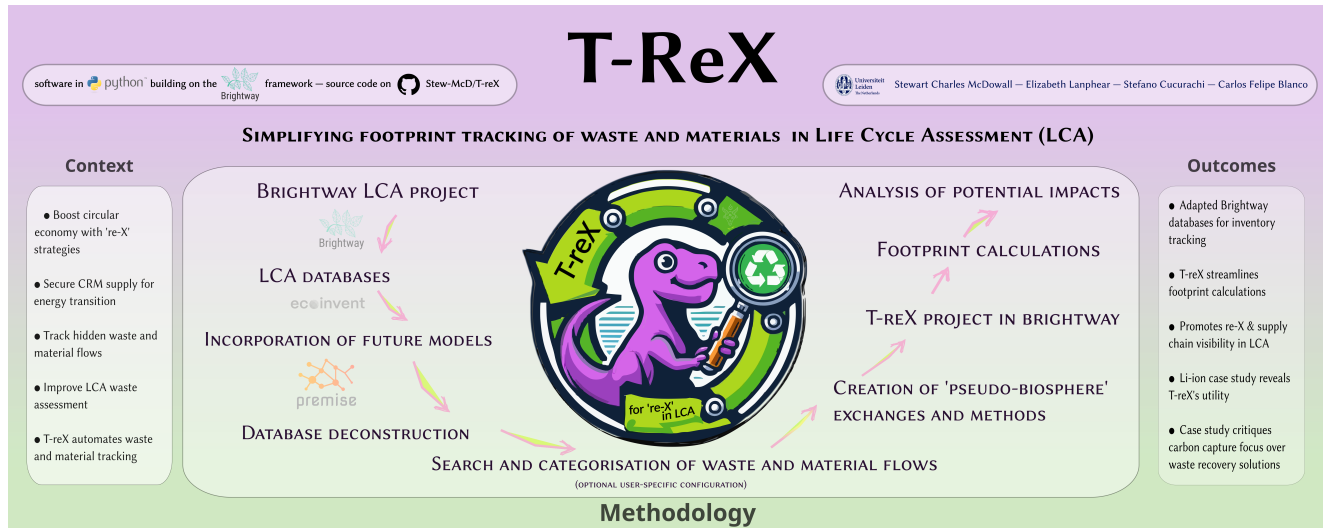 T-ReX
software in python building on the Brightway framework — source code on Stew-McD/T-reX
Universiteit Leiden The Netherlands
Stewart Charles McDowall — Elizabeth Lanphear — Stefano Cucurachi — Carlos Felipe Blanco
Simplifying footprint tracking of waste and materials in Life Cycle Assessment (LCA)
Context
● Boost circular
economy with 're-X'
strategies
● Secure CRM supply for
energy transition
● Track hidden waste and
material flows
● Improve LCA waste
assessment
● T-reX automates waste
and material tracking
Brightway LCA project
Brightway
LCA databases
ecoinvent
Incorporation of future models
premise
Database deconstruction
Search and categorisation of waste and material flows
(optional user-specific configuration)
T-reX
for 're-X'
in LCA
Creation of 'pseudo-biosphere'
exchanges and methods
T-reX project in brightway
Footprint calculations
Analysis of potential impacts
Outcomes
● Adapted Brightway
databases for inventory
tracking
● T-reX streamlines
footprint calculations
● Promotes re-X & supply
chain visibility in LCA
● Li-ion case study reveals
T-reX's utility
● Case study critiques
carbon capture focus over
waste recovery solutions
Methodology